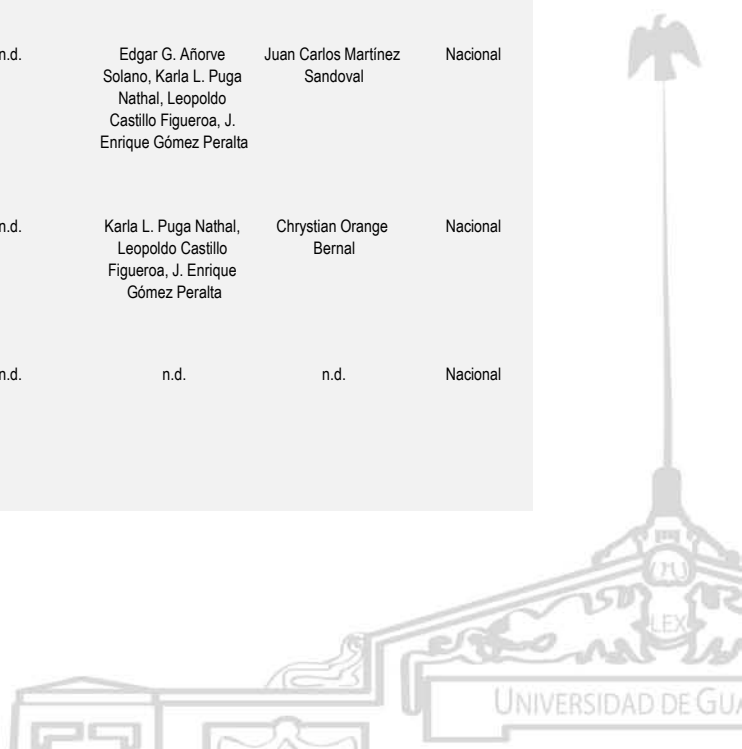 n.d. Edgar G. Añorve Juan Carlos Martínez Nacional
Solano, Karla L. Puga Sandoval
Nathal, Leopoldo
Castillo Figueroa, J.
Enrique Gómez Peralta
n.d. Karla L. Puga Nathal, Chrystian Orange Nacional
Leopoldo Castillo Bernal
Figueroa, J. Enrique
Gómez Peralta
n.d. n.d. n.d. Nacional
LEX
UNIVERSIDAD DE GUA